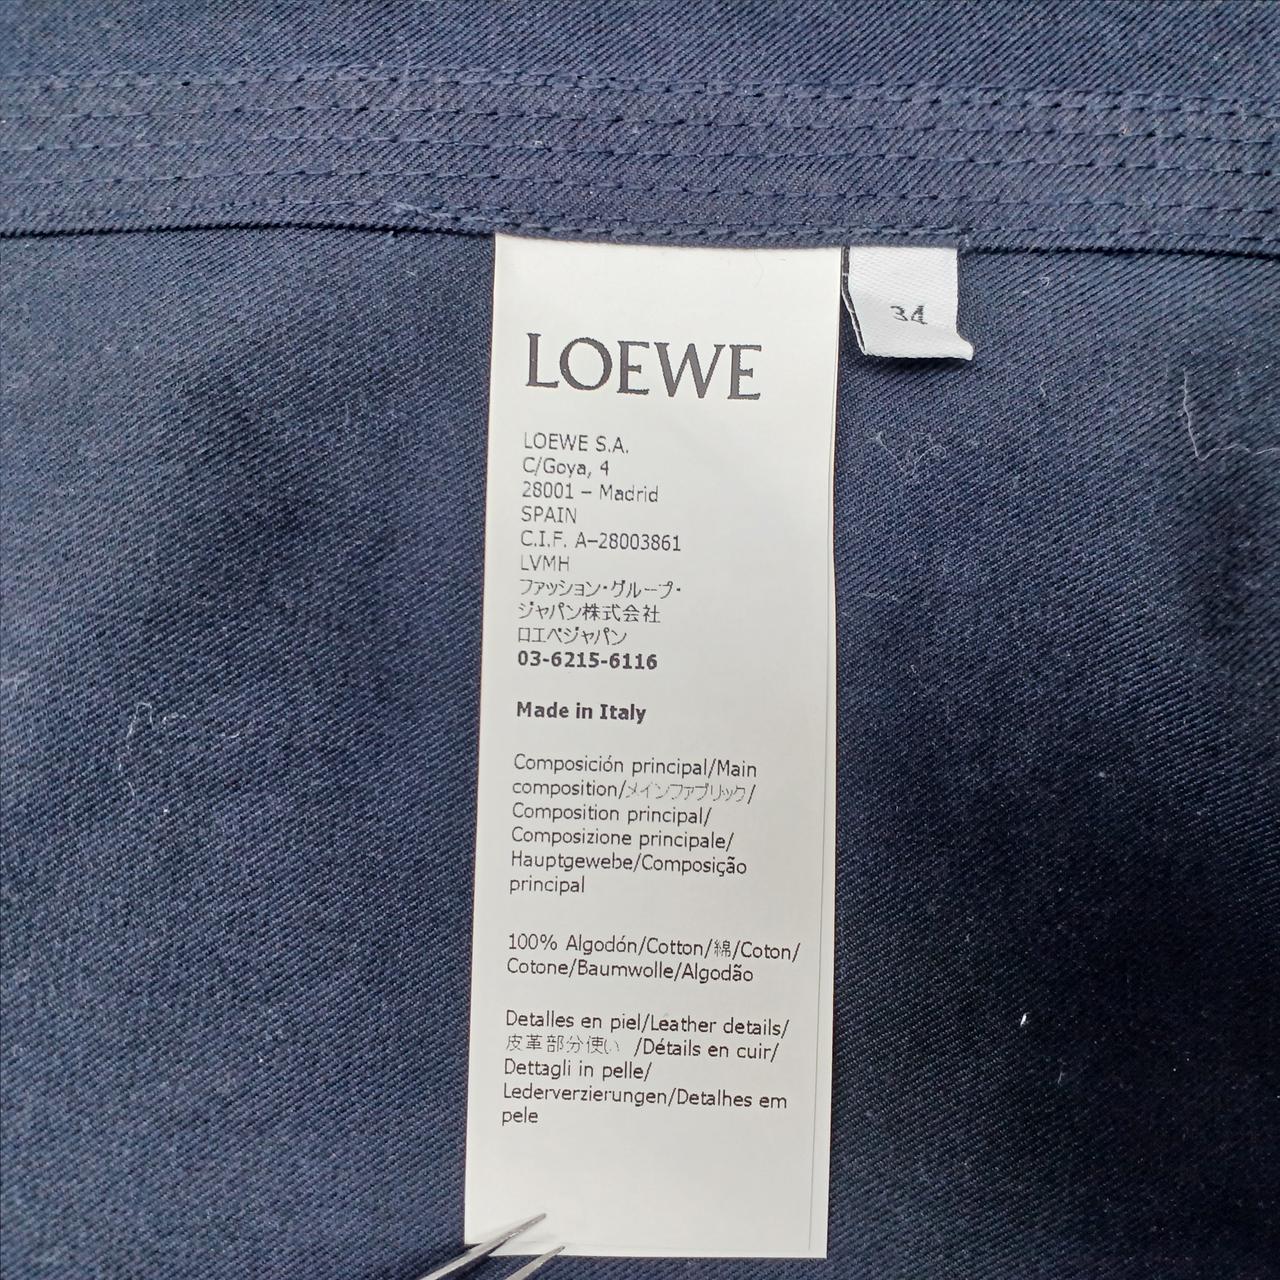 LOEWE
34
LOEWE S.A.
C/Goya, 4
28001 – Madrid
SPAIN
C.I.F. A–28003861
LVMH
ファッション・グループ・
ジャパン株式会社
ロエベジャパン
03-6215-6116
Made in Italy
Composición principal/Main
composition/メインファブリック/
Composition principal/
Composizione principale/
Hauptgewebe/Composição
principal
100% Algodón/Cotton/綿/Coton/
Cotone/Baumwolle/Algodão
Detalles en piel/Leather details/
皮革部分使い /Détails en cuir/
Dettagli in pelle/
Lederverzierungen/Detalhes em
pele